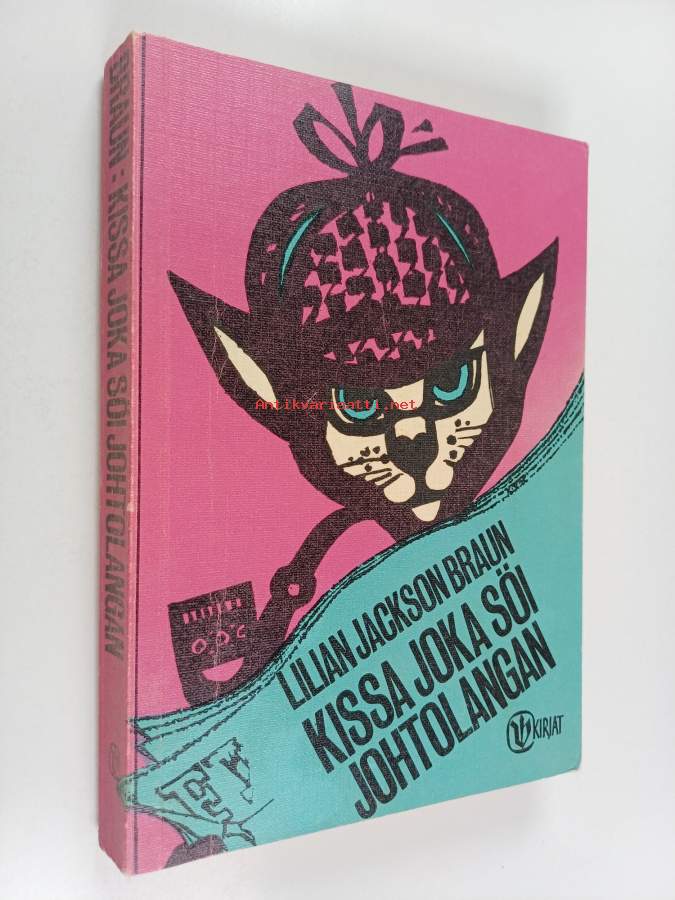 BRAUN: KISSA JOKA SÖI JOHTOLANGAN
Antikvariaatti.net
LILIAN JACKSON BRAUN
KISSA JOKA SÖI
JOHTOLANGAN
KIRJAT